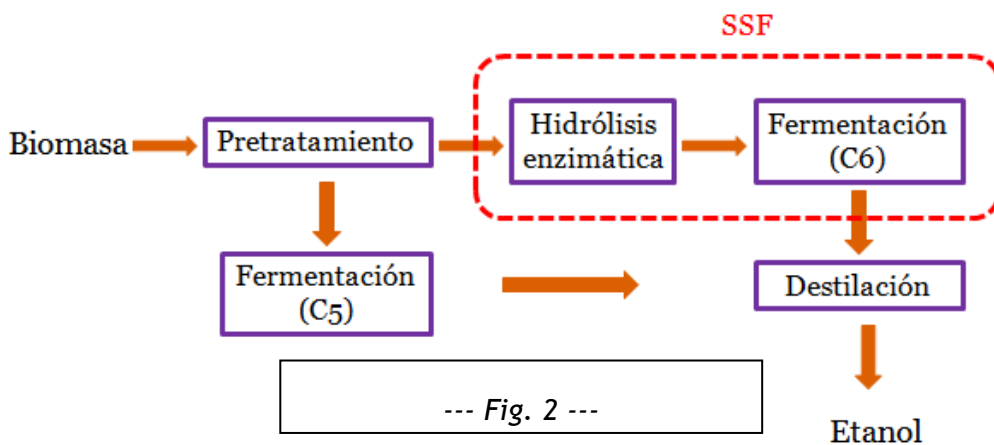 SSF
Biomasa
Pretratamiento
Hidrólisis
enzimática
Fermentación
(C6)
Fermentación
(C5)
Destilación
--- Fig. 2 ---
Etanol